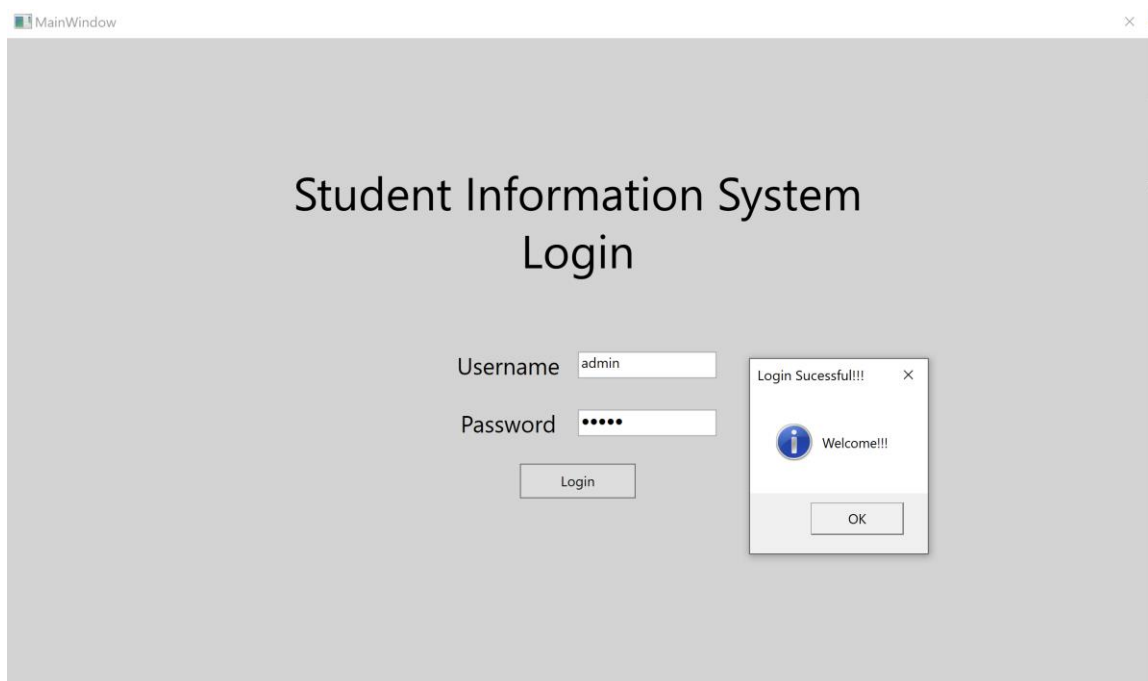 MainWindow
Student Information System
Login
Username admin
Password •••••
Login
Login Sucessful!!!
Welcome!!!
OK